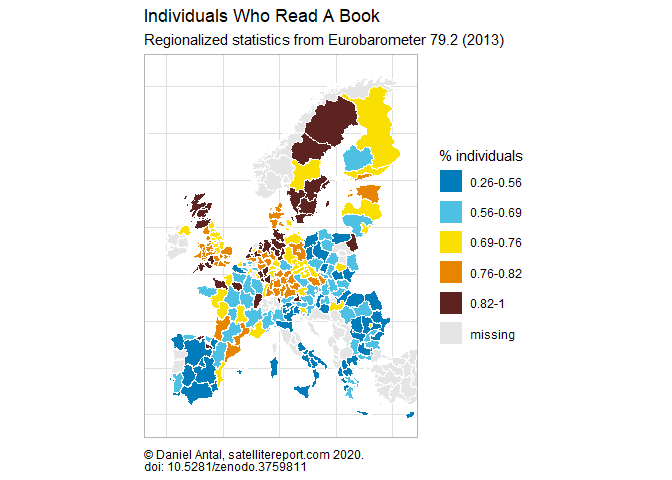 Individuals Who Read A Book
Regionalized statistics from Eurobarometer 79.2 (2013)
% individuals
0.26-0.56
0.56-0.69
0.69-0.76
0.76-0.82
0.82-1
missing
© Daniel Antal, satellitereport.com 2020.
doi: 10.5281/zenodo.3759811